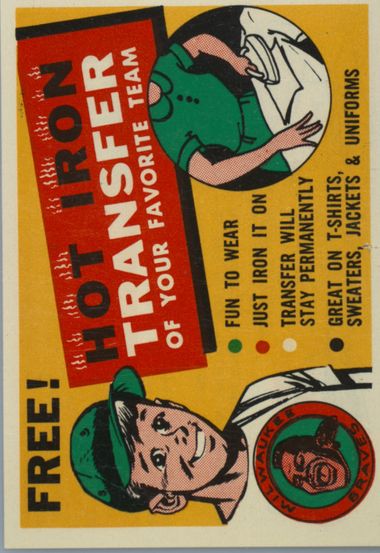 FREE!
HOT IRON
TRANSFER
OF YOUR FAVORITE TEAM
FUN TO WEAR
JUST IRON IT ON
TRANSFER WILL
STAY PERMANENTLY
GREAT ON T-SHIRTS,
SWEATERS, JACKETS & UNIFORMS
MILWAUKEE
BRAVES